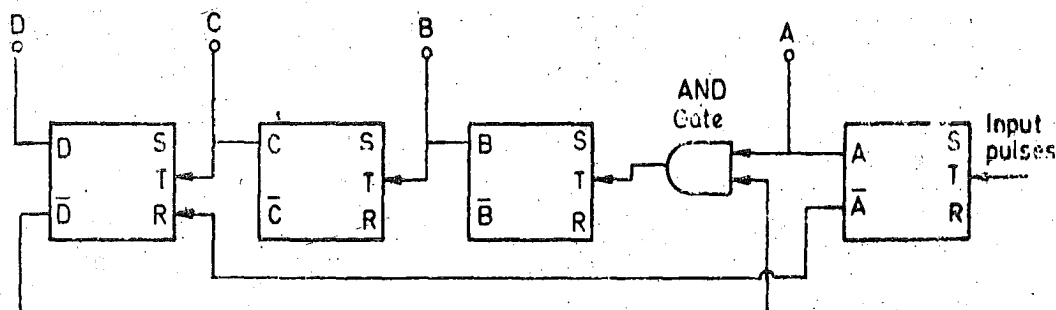 D
C
B
A
AND
Gate
Input
pulses
D
S
T
D̅
R
C
S
T
C̅
R
B
S
T
B̅
R
A
S
T
A̅
R